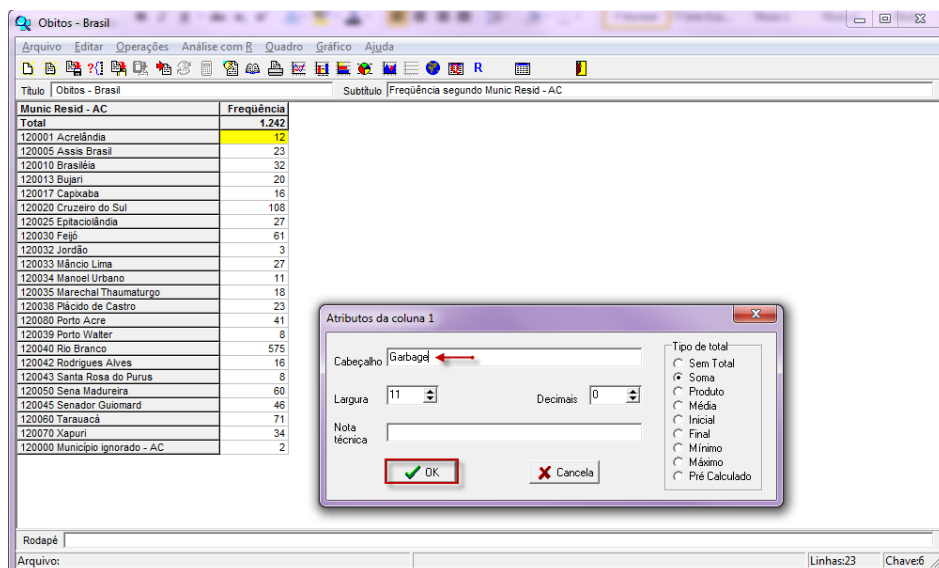 Obitos - Brasil
Arquivo Editar Operações Análise com R Quadro Gráfico Ajuda
R
Título Obitos - Brasil Subtítulo Freqüência segundo Munic Resid - AC
Munic Resid - AC Freqüência
Total 1.242
120001 Acrelândia 12
120005 Assis Brasil 23
120010 Brasiléia 32
120013 Bujari 20
120017 Capixaba 16
120020 Cruzeiro do Sul 108
120025 Epitaciolândia 27
120030 Feijó 61
120032 Jordão 3
120033 Mâncio Lima 27
120034 Manoel Urbano 11
120035 Marechal Thaumaturgo 18
120038 Plácido de Castro 23
120080 Porto Acre 41
120039 Porto Walter 8
120040 Rio Branco 575
120042 Rodrigues Alves 16
120043 Santa Rosa do Purus 8
120050 Sena Madureira 60
120045 Senador Guiomard 46
120060 Tarauacá 71
120070 Xapuri 34
120000 Município ignorado - AC 2
Atributos da coluna 1
Cabeçalho Garbage
Largura 11 Decimais 0
Nota
técnica
OK Cancela
Tipo de total
Sem Total
Soma
Produto
Média
Inicial
Final
Mínimo
Máximo
Pré Calculado
Rodapé
Arquivo: Linhas:23 Chave:6